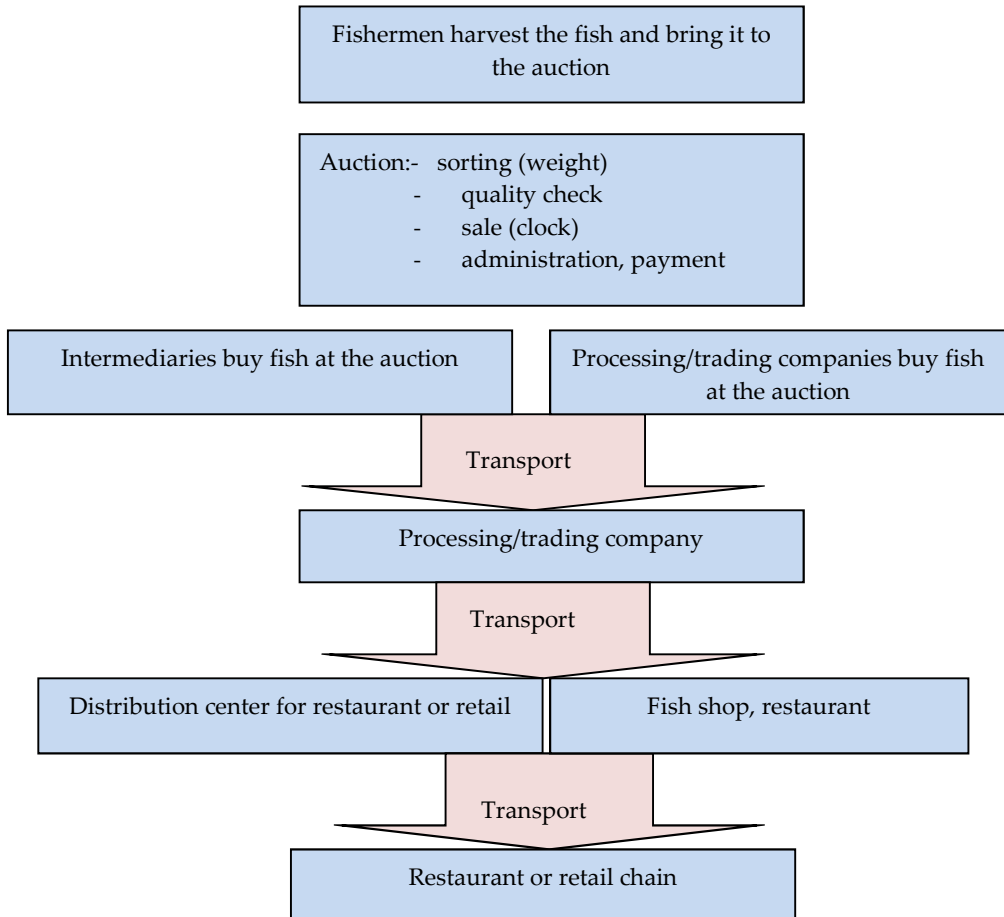 Fishermen harvest the fish and bring it to
the auction
Auction:- sorting (weight)
- quality check
- sale (clock)
- administration, payment
Intermediaries buy fish at the auction
Processing/trading companies buy fish
at the auction
Transport
Processing/trading company
Transport
Distribution center for restaurant or retail
Fish shop, restaurant
Transport
Restaurant or retail chain